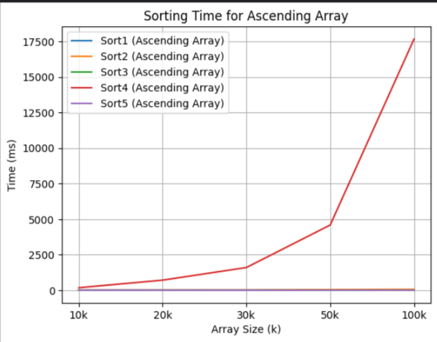 Sorting Time for Ascending Array
Sort1 (Ascending Array)
Sort2 (Ascending Array)
Sort3 (Ascending Array)
Sort4 (Ascending Array)
Sort5 (Ascending Array)
17500
15000
12500
10000
7500
5000
2500
0
Time (ms)
10k 20k 30k 50k 100k
Array Size (k)